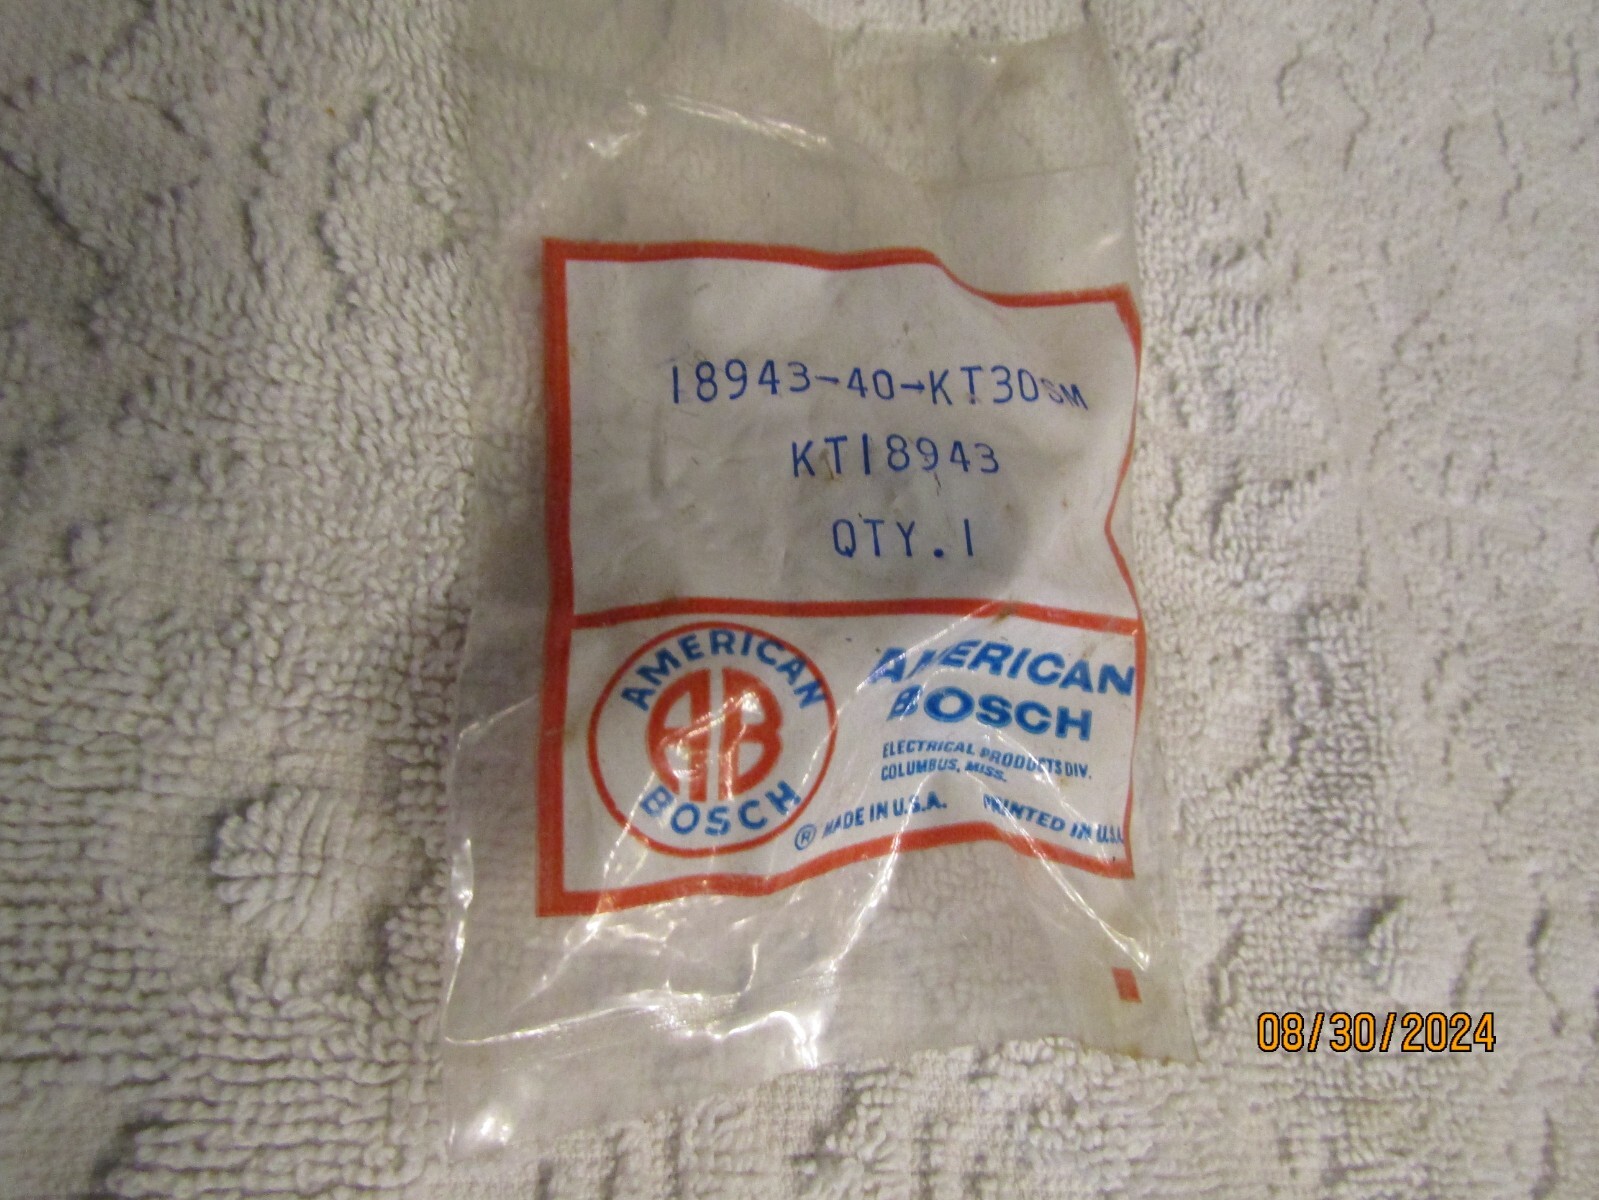 18943-40-KT30SM
KT18943
QTY.1
AMERICAN
AB
BOSCH
AMERICAN
BOSCH
ELECTRICAL PRODUCTS DIV.
COLUMBUS, MISS.
® MADE IN U.S.A. PRINTED IN U.S.A.
08/30/2024